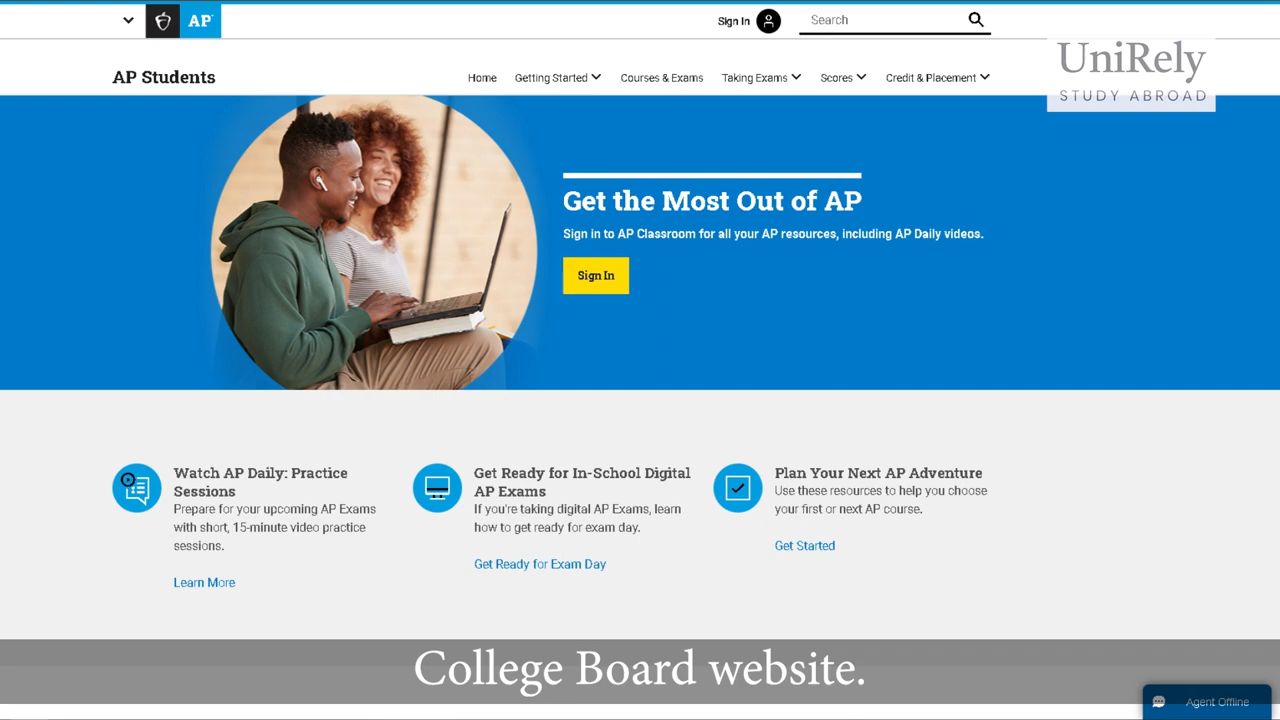 AP
Sign In
Search
UniRely
STUDY ABROAD
AP Students
Home
Getting Started
Courses & Exams
Taking Exams
Scores
Credit & Placement
Get the Most Out of AP
Sign in to AP Classroom for all your AP resources, including AP Daily videos.
Sign In
Watch AP Daily: Practice
Sessions
Prepare for your upcoming AP Exams
with short, 15-minute video practice
sessions.
Learn More
Get Ready for In-School Digital
AP Exams
If you're taking digital AP Exams, learn
how to get ready for exam day.
Get Ready for Exam Day
Plan Your Next AP Adventure
Use these resources to help you choose
your first or next AP course.
Get Started
College Board website.
Agent Offline